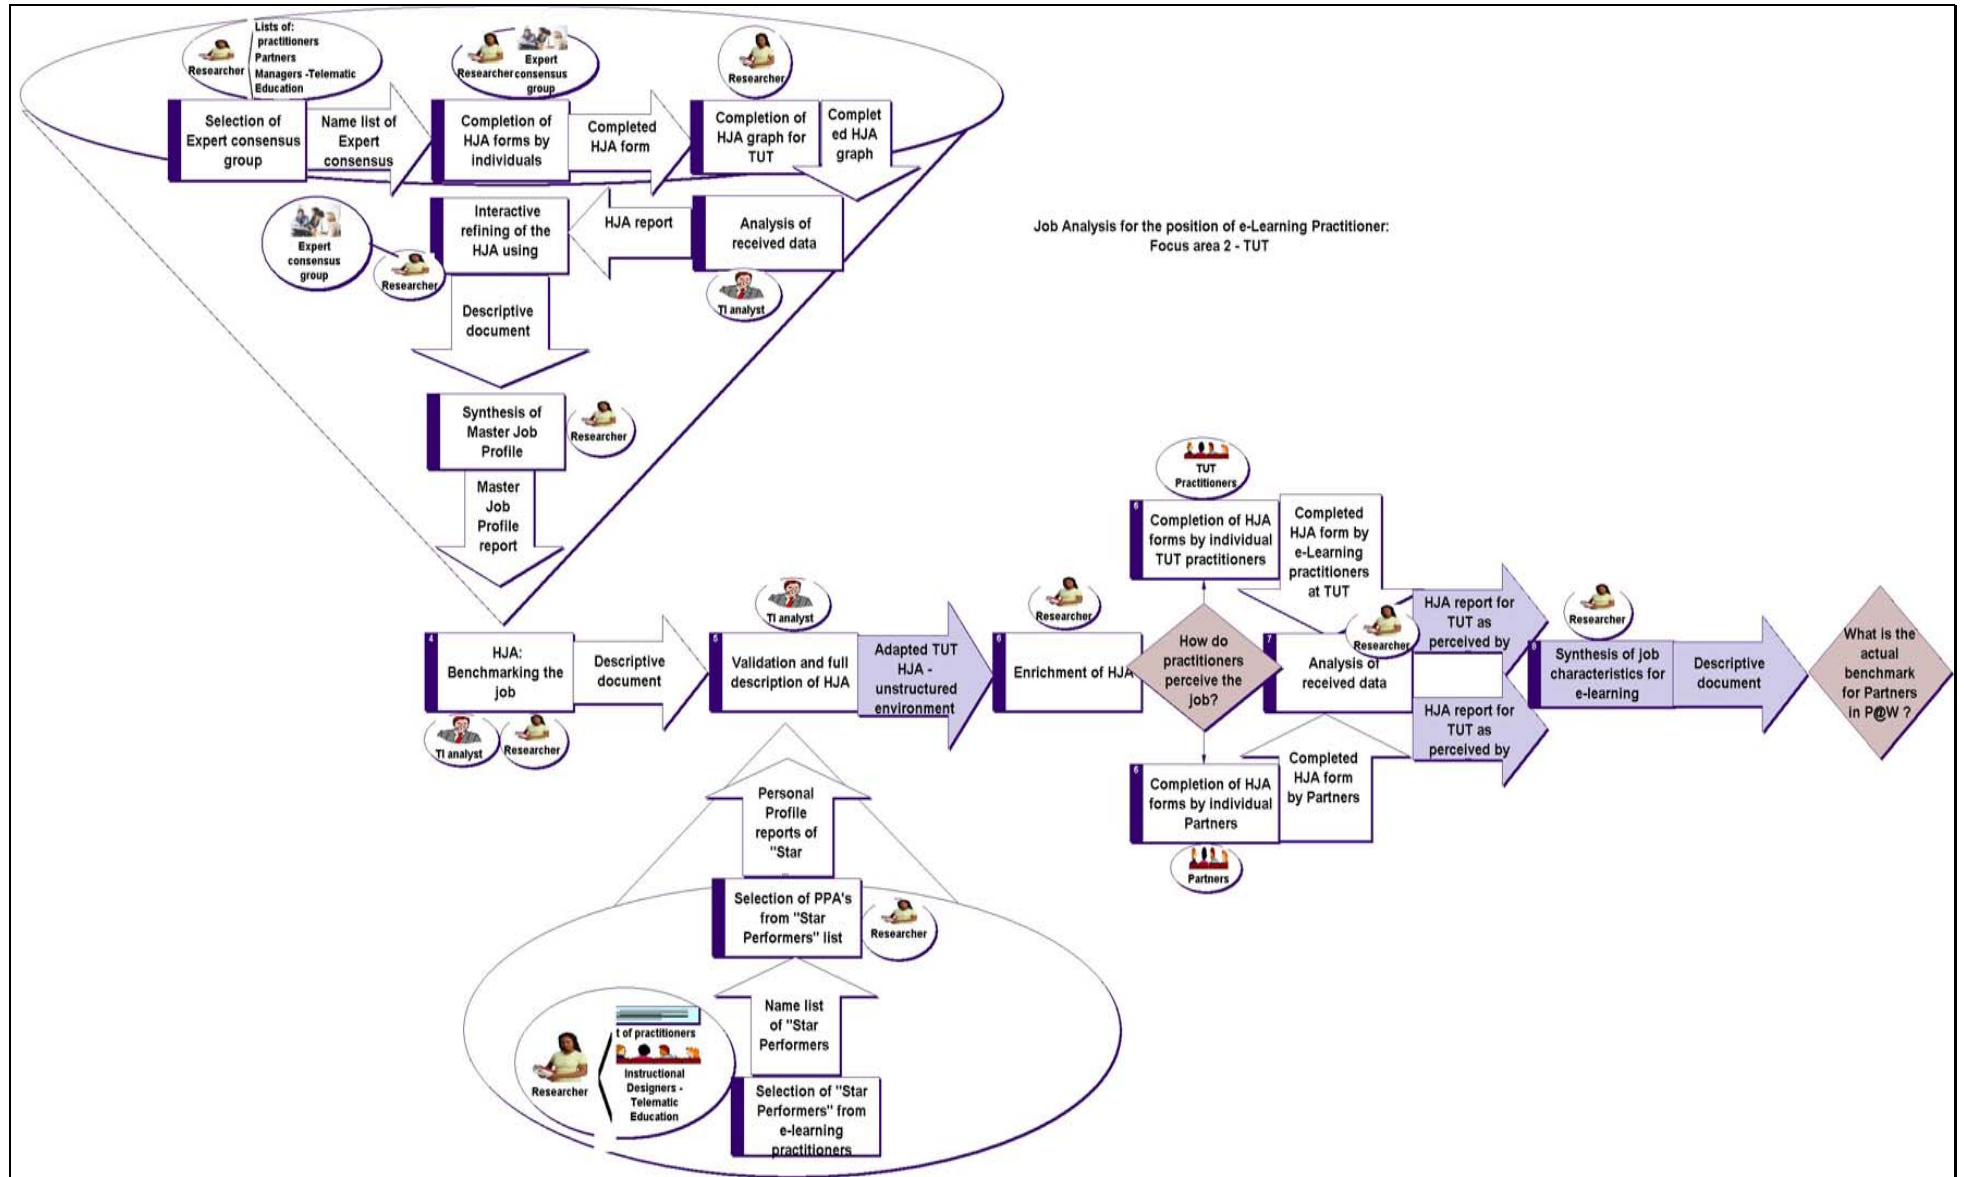 Lists of:
practitioners
Partners
Managers -Telematic
Education
Researcher
Researcher
Expert
consensus
group
Researcher
Selection of
Expert consensus
group
Name list of
Expert
consensus
Completion of
HJA forms by
individuals
Completed
HJA form
Completion of
HJA graph for
TUT
Complet
ed HJA
graph
Expert
consensus
group
Researcher
Interactive
refining of the
HJA using
HJA report
Analysis of
received data
TI analyst
Job Analysis for the position of e-Learning Practitioner:
Focus area 2 - TUT
Descriptive
document
Synthesis of
Master Job
Profile
Researcher
Master
Job
Profile
report
4
HJA:
Benchmarking the
job
TI analyst
Researcher
Descriptive
document
TI analyst
5
Validation and full
description of HJA
Adapted TUT
HJA -
unstructured
environment
Researcher
6
Enrichment of HJA
How do
practitioners
perceive the
job?
TUT
Practitioners
6
Completion of HJA
forms by individual
TUT practitioners
Completed
HJA form by
e-Learning
practitioners
at TUT
Researcher
7
Analysis of
received data
6
Completion of HJA
forms by individual
Partners
Partners
Completed
HJA form
by Partners
HJA report for
TUT as
perceived by
HJA report for
TUT as
perceived by
Researcher
8
Synthesis of job
characteristics for
e-learning
Descriptive
document
What is the
actual
benchmark
for Partners
in P@W ?
Personal
Profile
reports of
"Star
Selection of PPA's
from "Star
Performers" list
Researcher
Name list
of "Star
Performers
Researcher
t of practitioners
Instructional
Designers -
Telematic
Education
Selection of "Star
Performers" from
e-learning
practitioners